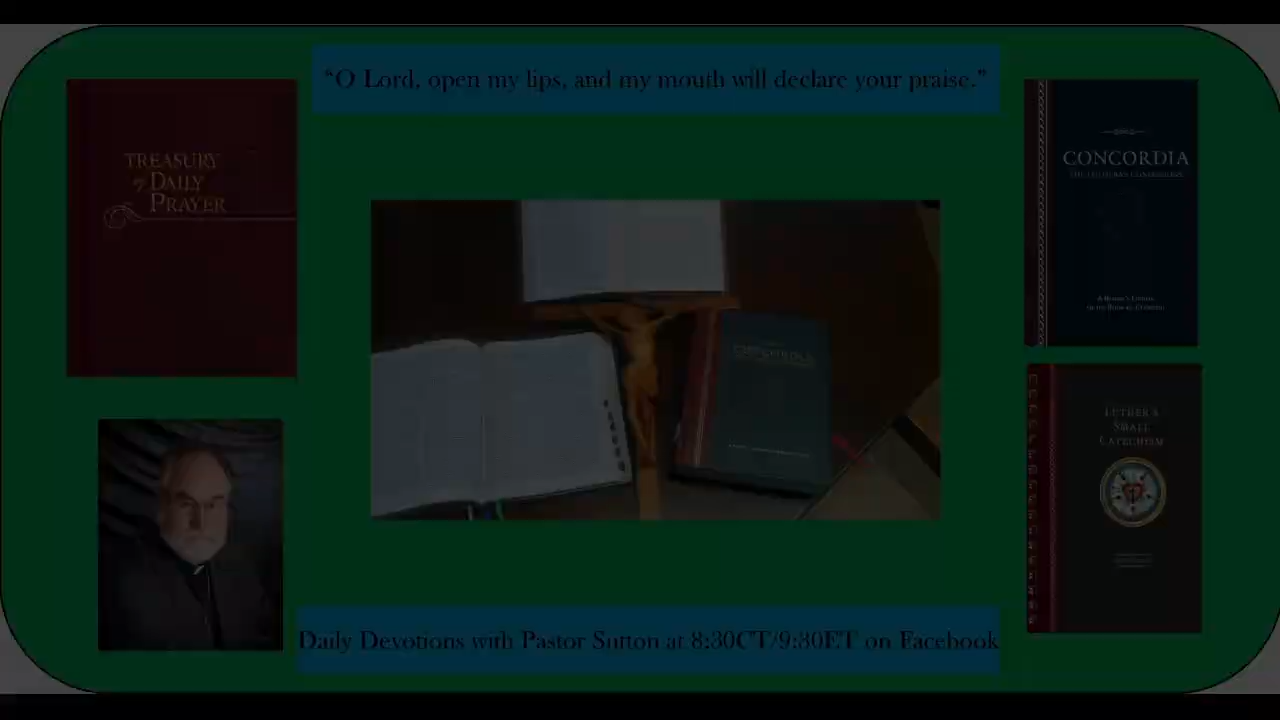 “O Lord, open my lips, and my mouth will declare your praise.”
TREASURY
of DAILY
PRAYER
CONCORDIA
THE LUTHERAN CONFESSIONS
CONCORDIA
LUTHER'S
SMALL
CATECHISM
Daily Devotions with Pastor Sutton at 8:30CT/9:30ET on Facebook